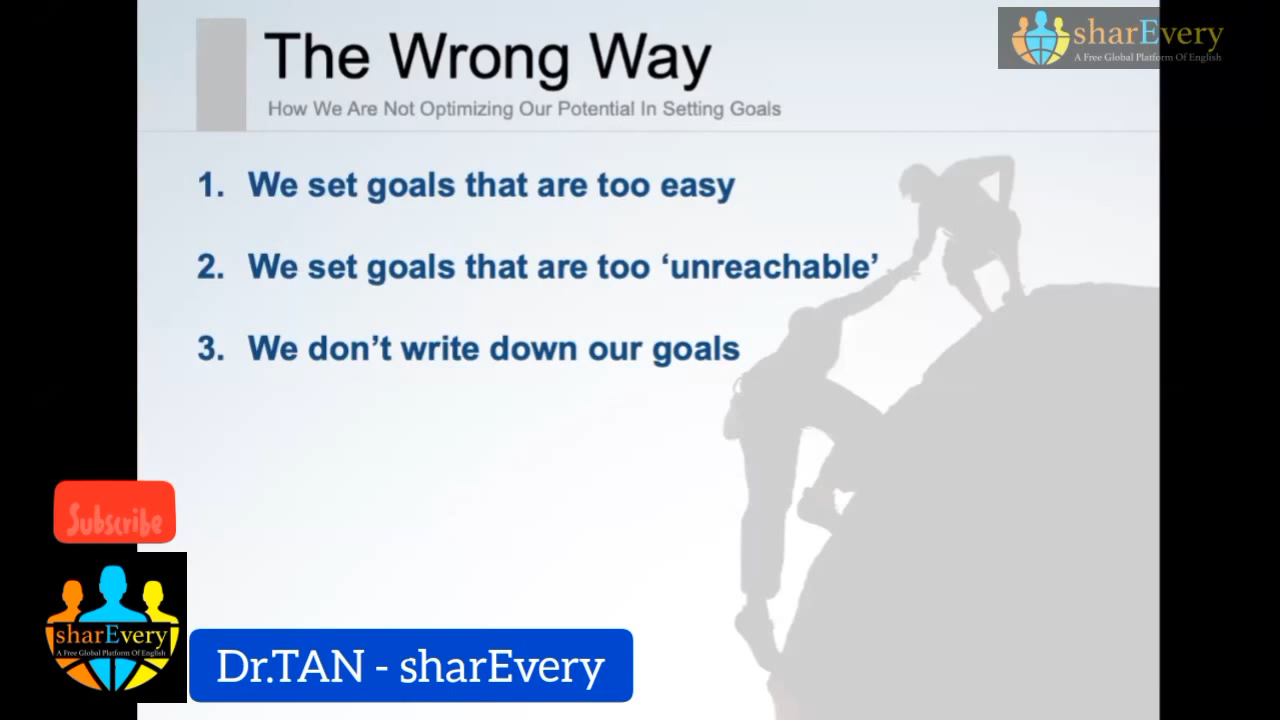 The Wrong Way
How We Are Not Optimizing Our Potential In Setting Goals
sharEvery
A Free Global Platform Of English
1. We set goals that are too easy
2. We set goals that are too ‘unreachable’
3. We don’t write down our goals
Subscribe
sharEvery
A Free Global Platform Of English
Dr.TAN - sharEvery